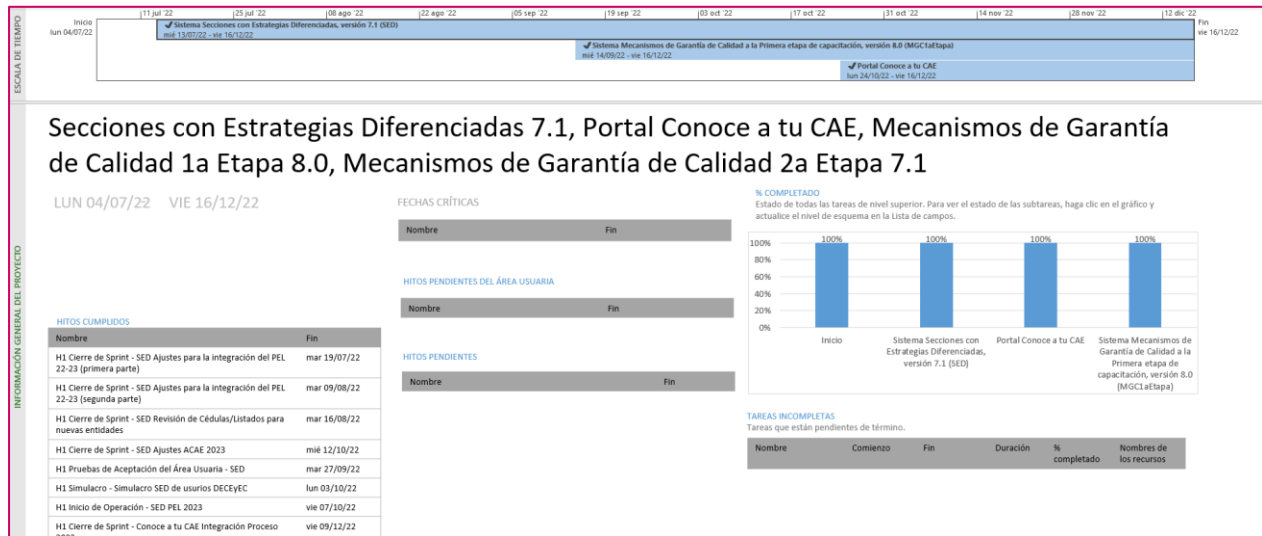 ESCALA DE TIEMPO
Inicio
lun 04/07/22
11 jul '22 25 jul '22 08 ago '22 22 ago '22 05 sep '22 19 sep '22 03 oct '22 17 oct '22 31 oct '22 14 nov '22 28 nov '22 12 dic '22
Sistema Secciones con Estrategias Diferenciadas, versión 7.1 (SED)
mié 13/07/22 - vie 16/12/22
Sistema Mecanismos de Garantía de Calidad a la Primera etapa de capacitación, versión 8.0 (MGC1aEtapa)
mié 14/09/22 - vie 16/12/22
Portal Conoce a tu CAE
lun 24/10/22 - vie 16/12/22
Fin
vie 16/12/22
INFORMACIÓN GENERAL DEL PROYECTO
Secciones con Estrategias Diferenciadas 7.1, Portal Conoce a tu CAE, Mecanismos de Garantía
de Calidad 1a Etapa 8.0, Mecanismos de Garantía de Calidad 2a Etapa 7.1
LUN 04/07/22 VIE 16/12/22
HITOS CUMPLIDOS
Nombre Fin
H1 Cierre de Sprint - SED Ajustes para la integración del PEL mar 19/07/22
22-23 (primera parte)
H1 Cierre de Sprint - SED Ajustes para la integración del PEL mar 09/08/22
22-23 (segunda parte)
H1 Cierre de Sprint - SED Revisión de Cédulas/Listados para mar 16/08/22
nuevas entidades
H1 Cierre de Sprint - SED Ajustes ACAE 2023 mié 12/10/22
H1 Pruebas de Aceptación del Área Usuaria - SED mar 27/09/22
H1 Simulacro - Simulacro SED de usurios DECEyEC lun 03/10/22
H1 Inicio de Operación - SED PEL 2023 vie 07/10/22
H1 Cierre de Sprint - Conoce a tu CAE Integración Proceso vie 09/12/22
FECHAS CRÍTICAS
Nombre Fin
HITOS PENDIENTES DEL ÁREA USUARIA
Nombre Fin
HITOS PENDIENTES
Nombre Fin
% COMPLETADO
Estado de todas las tareas de nivel superior. Para ver el estado de las subtareas, haga clic en el gráfico y
actualice el nivel de esquema en la Lista de campos.
100% 100% 100% 100%
100%
80%
60%
40%
20%
0%
Inicio
Sistema Secciones con
Estrategias Diferenciadas,
versión 7.1 (SED)
Portal Conoce a tu CAE
Sistema Mecanismos de
Garantía de Calidad a la
Primera etapa de
capacitación, versión 8.0
(MGC1aEtapa)
TAREAS INCOMPLETAS
Tareas que están pendientes de término.
Nombre Comienzo Fin Duración % Nombres de
completado los recursos